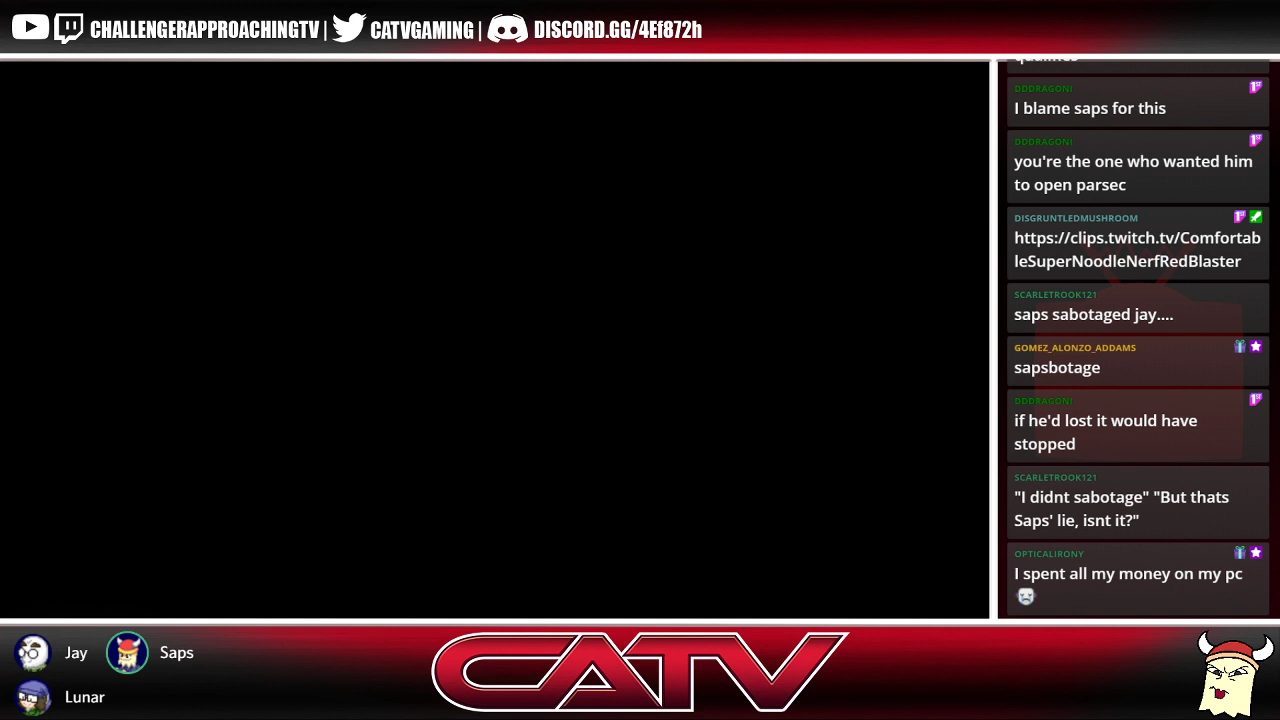 CHALLENGERAPPROACHINGTV | CATVGAMING | DISCORD.GG/4Ef872h
DDDRAGONI
I blame saps for this
DDDRAGONI
you're the one who wanted him
to open parsec
DISGRUNTLEDMUSHROOM
https://clips.twitch.tv/Comfortab
leSuperNoodleNerfRedBlaster
SCARLETROOK121
saps sabotaged jay....
GOMEZ_ALONZO_ADDAMS
sapsbotage
DDDRAGONI
if he'd lost it would have
stopped
SCARLETROOK121
"I didnt sabotage" "But thats
Saps' lie, isnt it?"
OPTICALIRONY
I spent all my money on my pc
Jay
Saps
Lunar
CATV